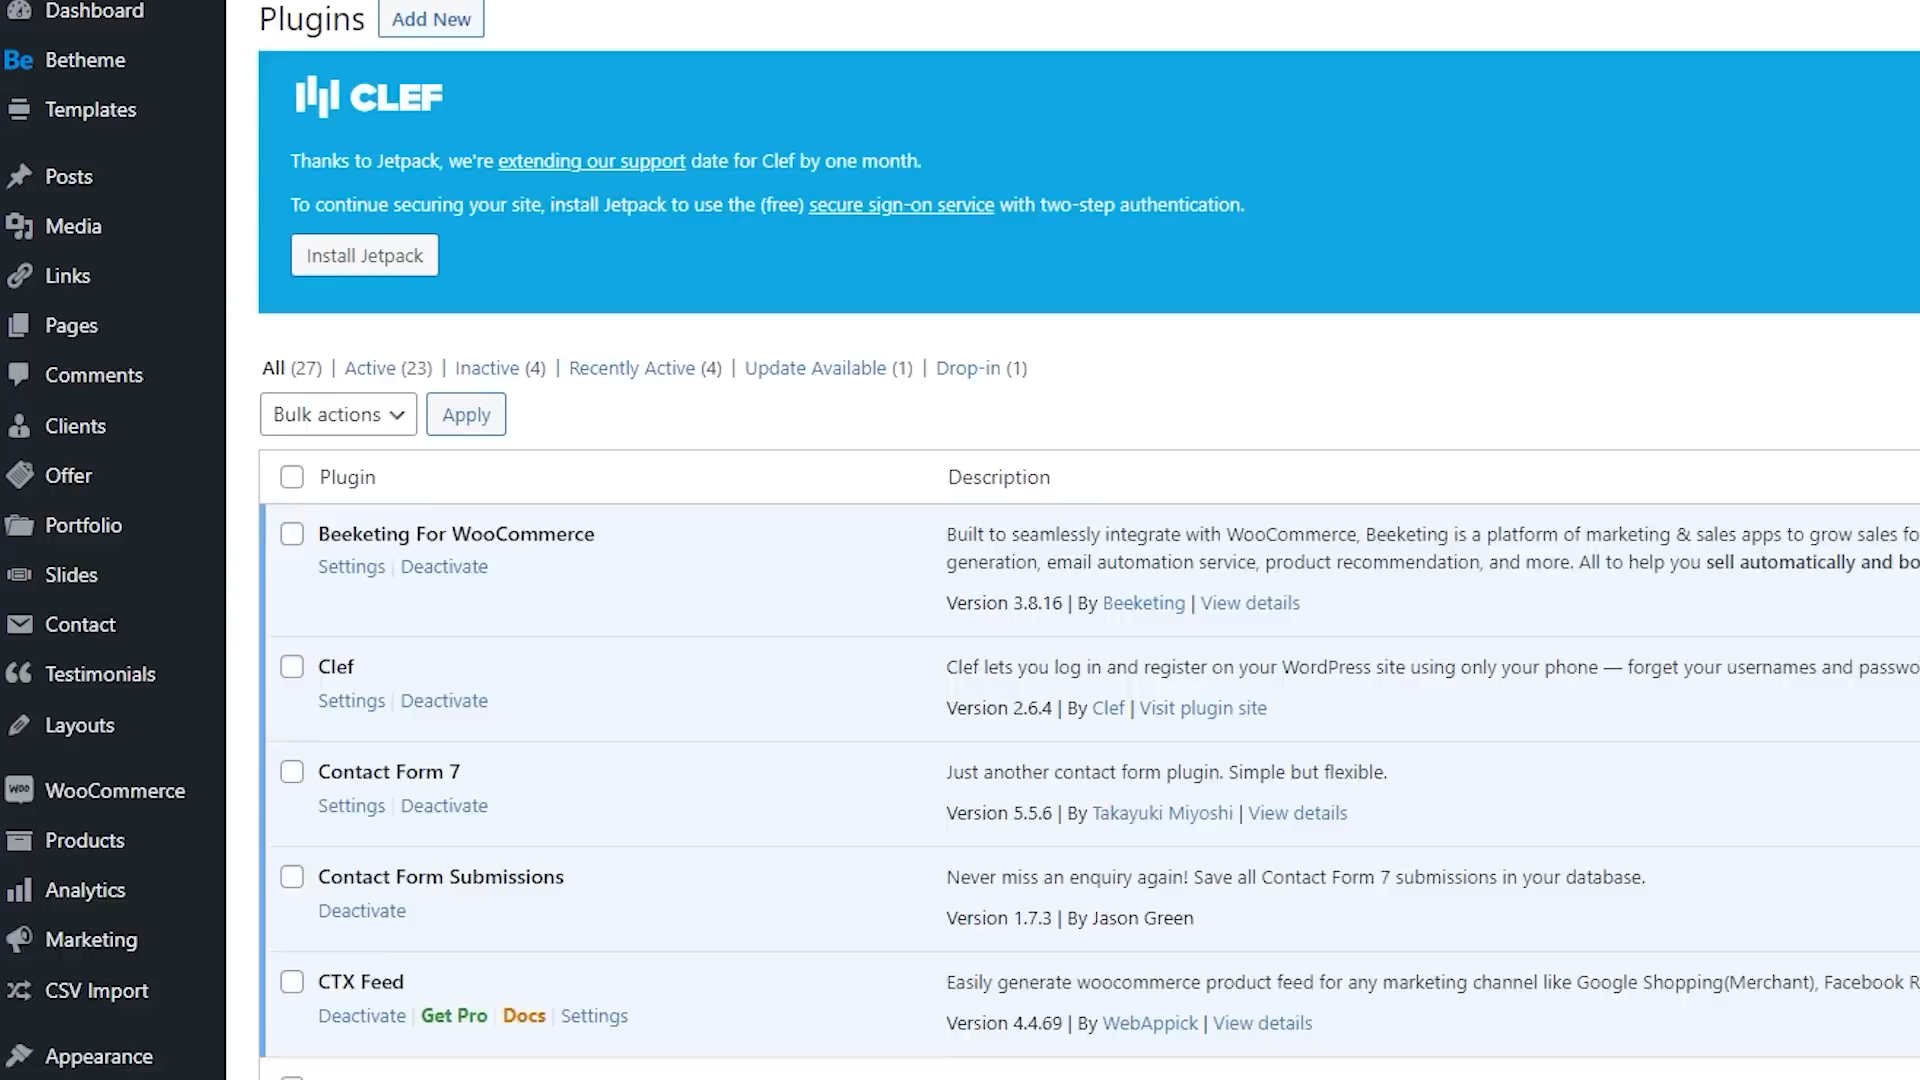 Dashboard
Be Betheme
Templates
Posts
Media
Links
Pages
Comments
Clients
Offer
Portfolio
Slides
Contact
Testimonials
Layouts
woo WooCommerce
Products
Analytics
Marketing
CSV Import
Appearance
Plugins Add New
CLEF
Thanks to Jetpack, we're extending our support date for Clef by one month.
To continue securing your site, install Jetpack to use the (free) secure sign-on service with two-step authentication.
Install Jetpack
All (27) | Active (23) | Inactive (4) | Recently Active (4) | Update Available (1) | Drop-in (1)
Bulk actions Apply
Plugin Description
Beeketing For WooCommerce
Settings | Deactivate
Built to seamlessly integrate with WooCommerce, Beeketing is a platform of marketing & sales apps to grow sales fo
generation, email automation service, product recommendation, and more. All to help you sell automatically and bo
Version 3.8.16 | By Beeketing | View details
Clef
Settings | Deactivate
Clef lets you log in and register on your WordPress site using only your phone — forget your usernames and passwo
Version 2.6.4 | By Clef | Visit plugin site
Contact Form 7
Settings | Deactivate
Just another contact form plugin. Simple but flexible.
Version 5.5.6 | By Takayuki Miyoshi | View details
Contact Form Submissions
Deactivate
Never miss an enquiry again! Save all Contact Form 7 submissions in your database.
Version 1.7.3 | By Jason Green
CTX Feed
Deactivate | Get Pro | Docs | Settings
Easily generate woocommerce product feed for any marketing channel like Google Shopping(Merchant), Facebook R
Version 4.4.69 | By WebAppick | View details